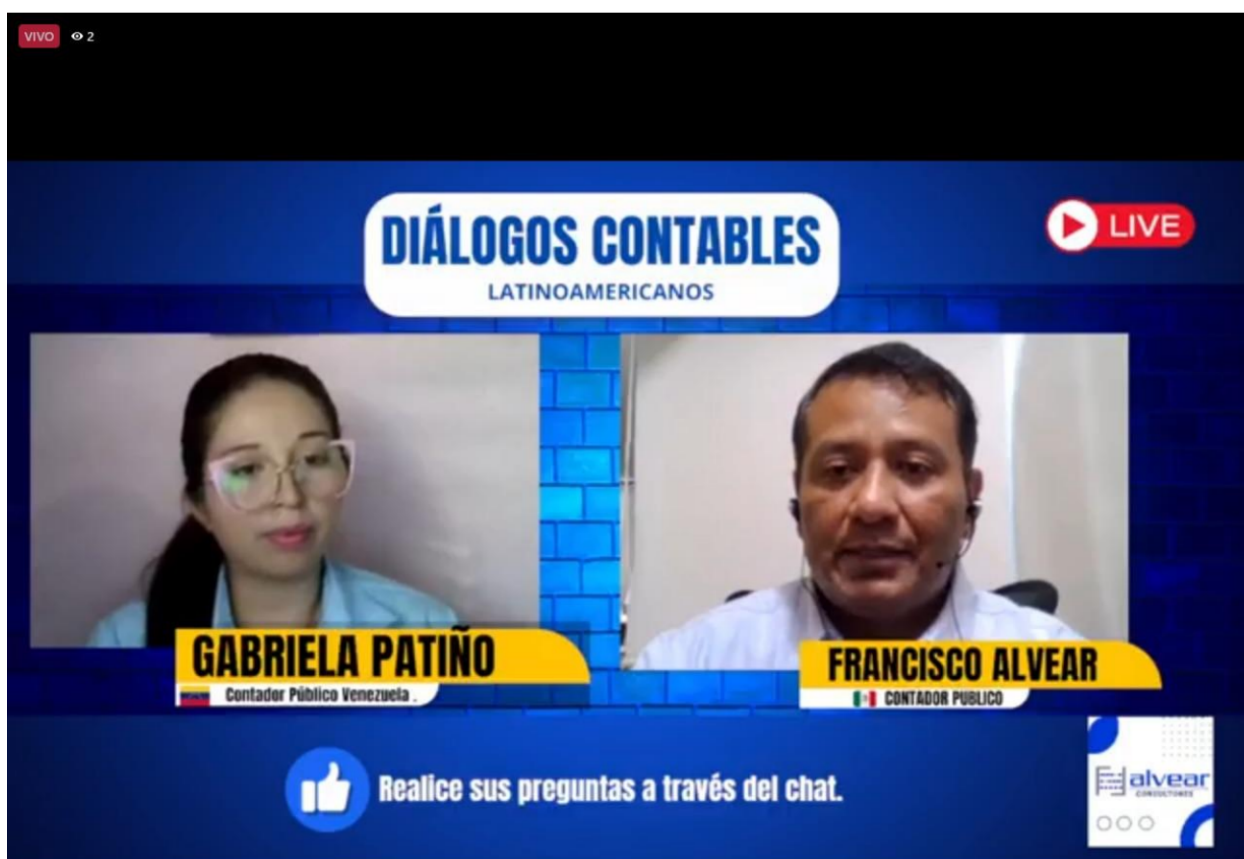 VIVO 2
DIÁLOGOS CONTABLES
LATINOAMERICANOS
LIVE
GABRIELA PATIÑO
Contador Público Venezuela .
FRANCISCO ALVEAR
CONTADOR PUBLICO
Realice sus preguntas a través del chat.
alvear
CONSULTORES